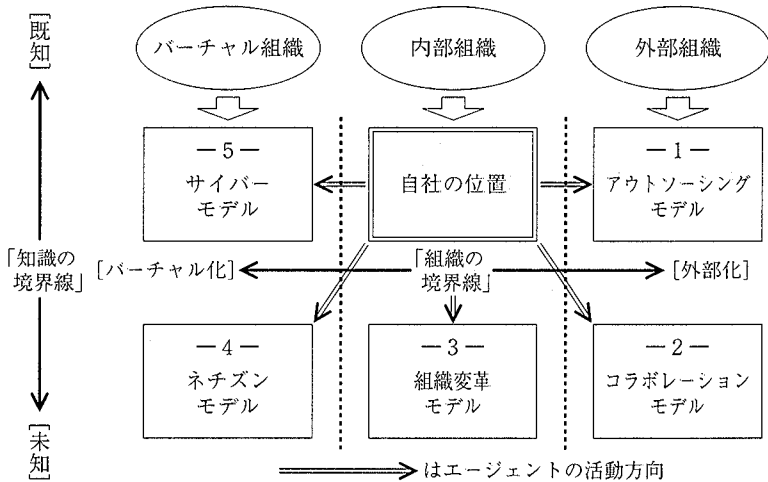 [既知]
バーチャル組織
内部組織
外部組織
―5―
サイバー
モデル
自社の位置
―1―
アウトソーシング
モデル
「知識の
境界線」
[バーチャル化]
「組織の
境界線」
[外部化]
―4―
ネチズン
モデル
―3―
組織変革
モデル
―2―
コラボレーション
モデル
[未知]
はエージェントの活動方向